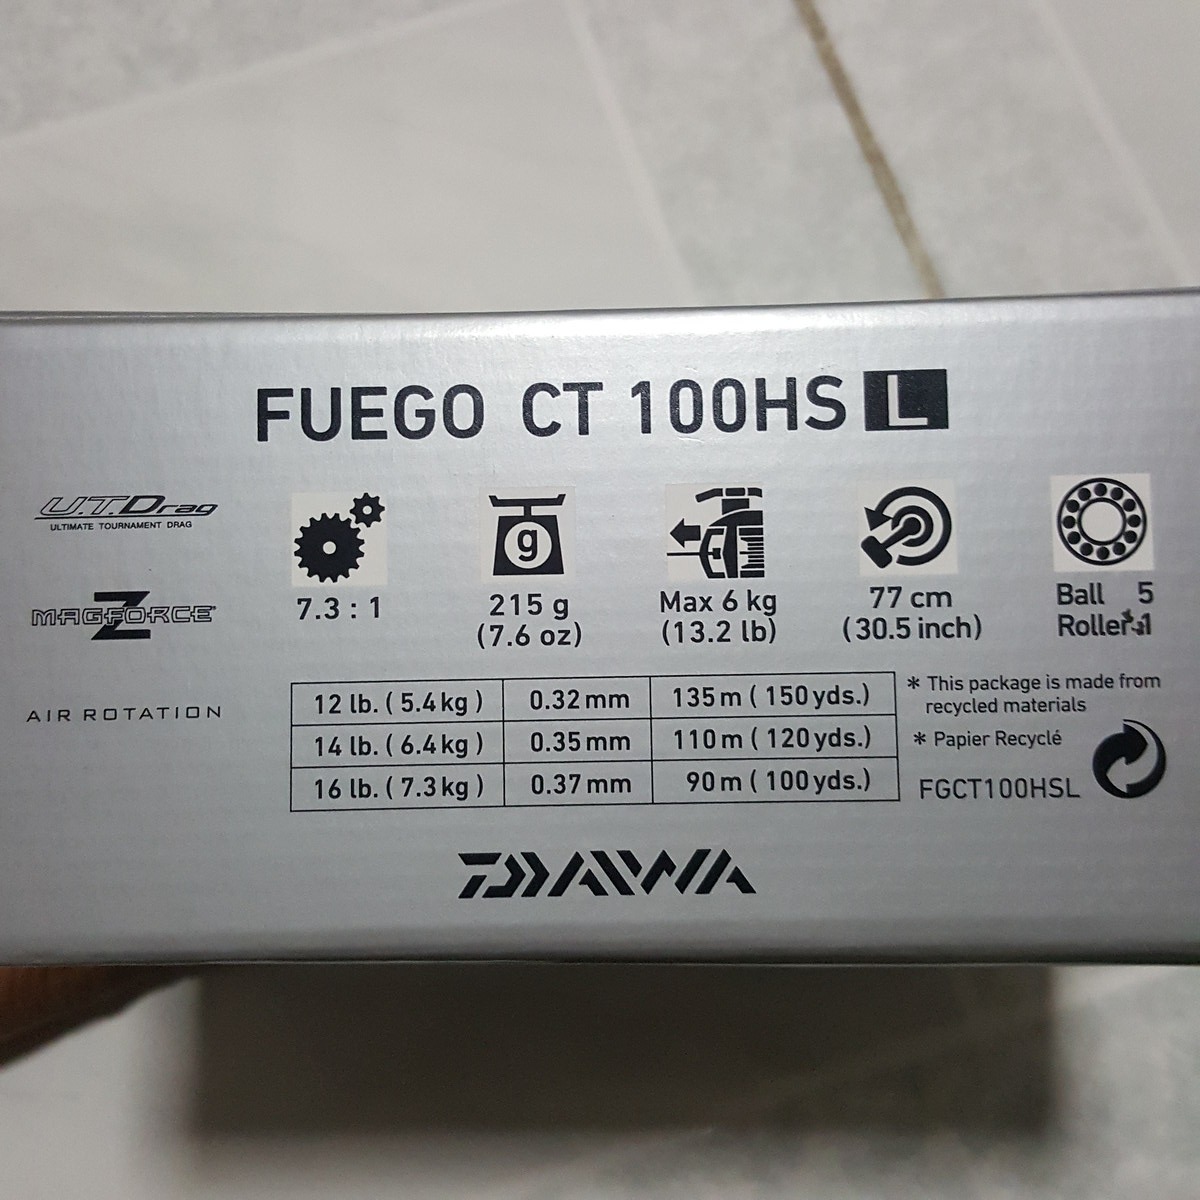 FUEGO CT 100HS L
U.T.Drag
ULTIMATE TOURNAMENT DRAG
MAGFORCE Z
AIR ROTATION
g
7.3 : 1
215 g
(7.6 oz)
Max 6 kg
(13.2 lb)
77 cm
(30.5 inch)
Ball 5
Roller 1
12 lb. ( 5.4 kg ) 0.32 mm 135 m ( 150 yds. )
14 lb. ( 6.4 kg ) 0.35 mm 110 m ( 120 yds. )
16 lb. ( 7.3 kg ) 0.37 mm 90 m ( 100 yds. )
* This package is made from
recycled materials
* Papier Recyclé
FGCT100HSL
DAIWA